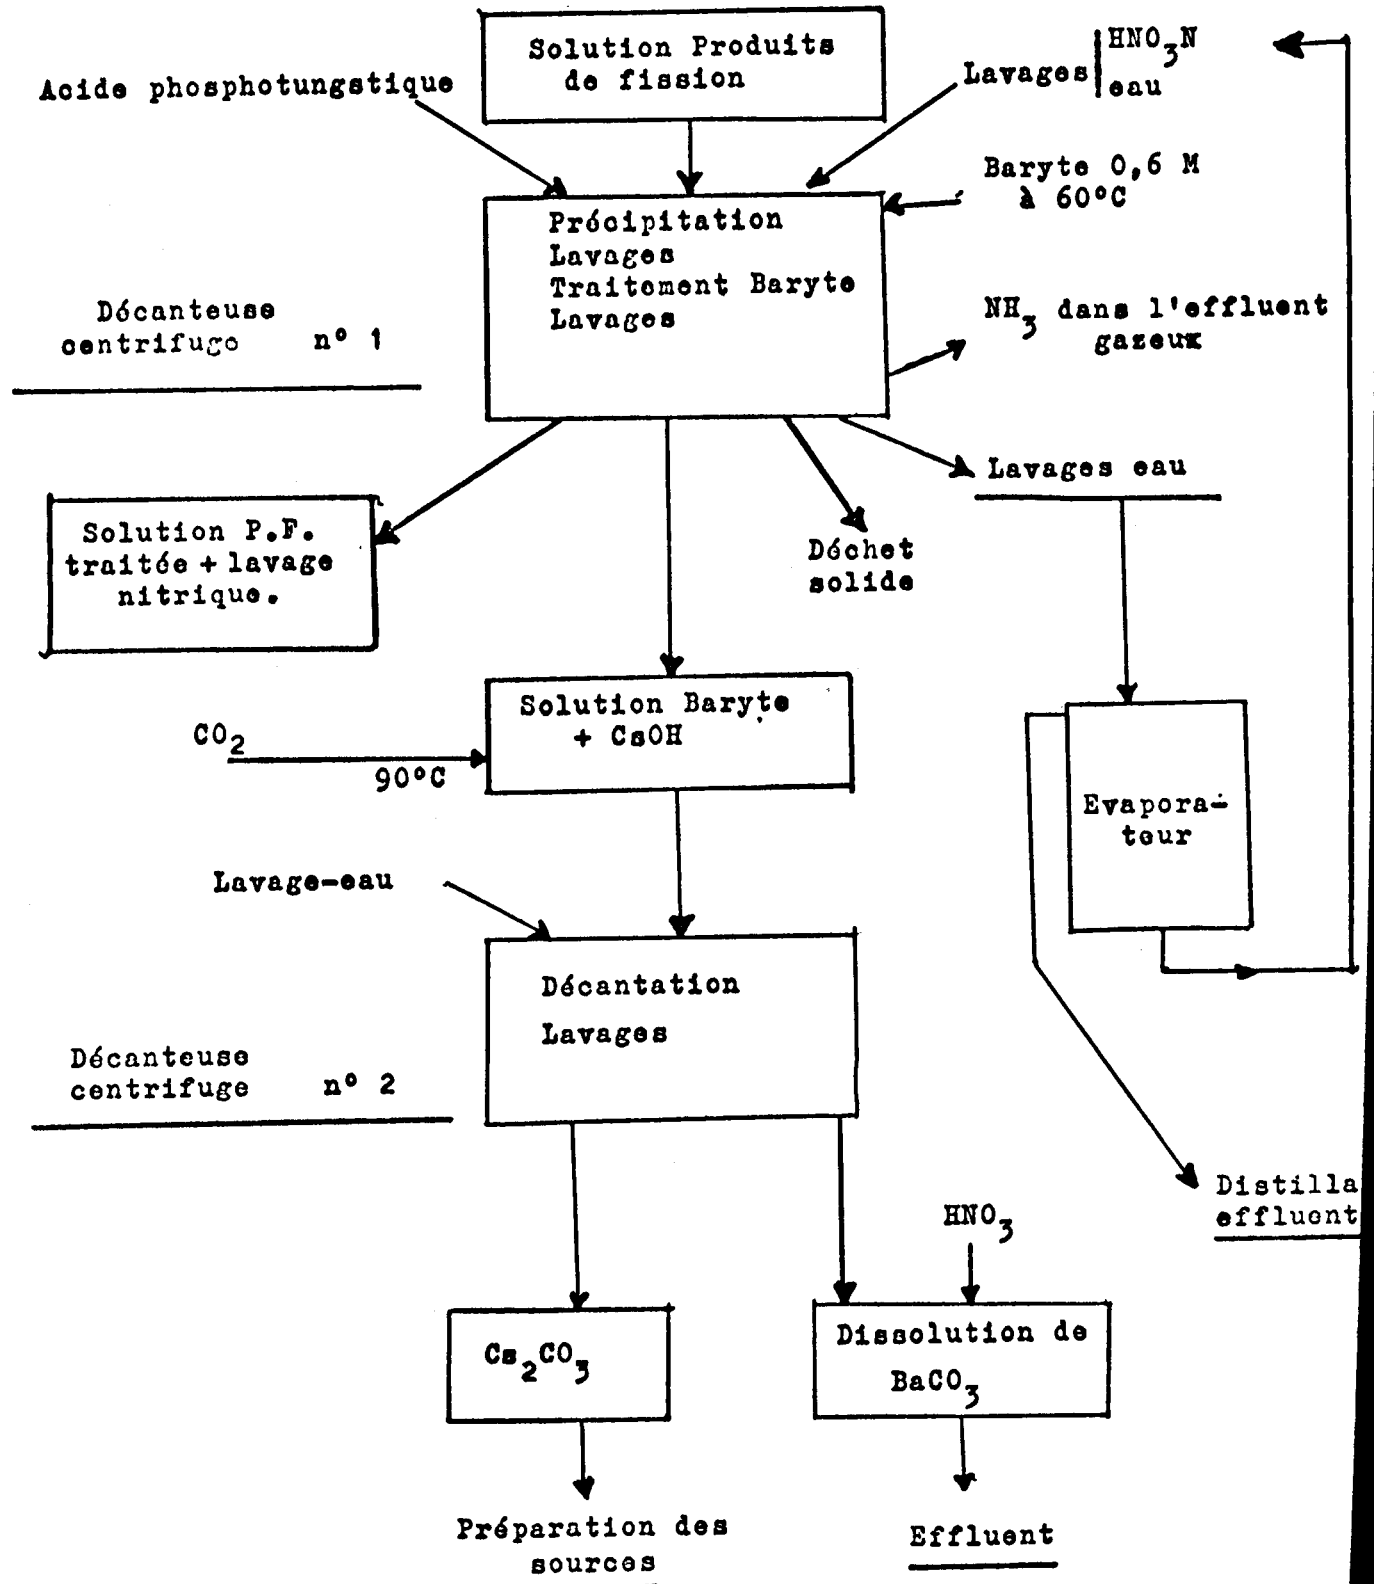 Solution Produits
de fission
Acide phosphotungstique
Lavages
HNO3N
eau
Baryte 0,6 M
à 60°C
Précipitation
Lavages
Traitement Baryte
Lavages
Décanteuse
centrifuge n° 1
NH3 dans l'effluent
gazeux
Lavages eau
Solution P.F.
traitée + lavage
nitrique.
Déchet
solide
Solution Baryte
+ CsOH
CO2
90°C
Evapora-
teur
Lavage-eau
Décantation
Lavages
Décanteuse
centrifuge n° 2
Distilla
effluent
HNO3
Cs2CO3
Dissolution de
BaCO3
Préparation des
sources
Effluent